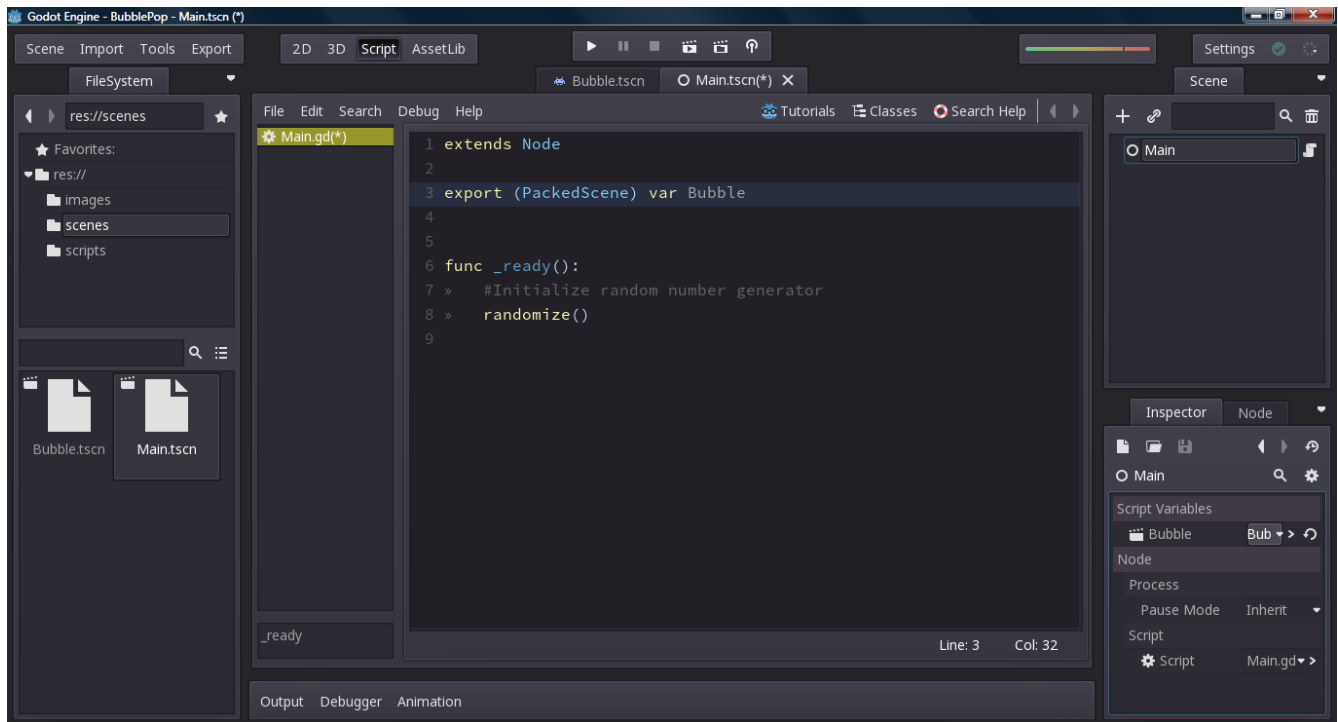 Godot Engine - BubblePop - Main.tscn (*)
Scene Import Tools Export
2D 3D Script AssetLib
Settings
FileSystem
Bubble.tscn
Main.tscn(*)
Scene
res://scenes
Favorites:
res://
images
scenes
scripts
Bubble.tscn
Main.tscn
File Edit Search Debug Help
Tutorials Classes Search Help
Main.gd(*)
_ready
1 extends Node
2
3 export (PackedScene) var Bubble
4
5
6 func _ready():
7 » #Initialize random number generator
8 » randomize()
9
Line: 3 Col: 32
Output Debugger Animation
Main
Inspector Node
Main
Script Variables
Bubble Bub
Node
Process
Pause Mode Inherit
Script
Script Main.gd